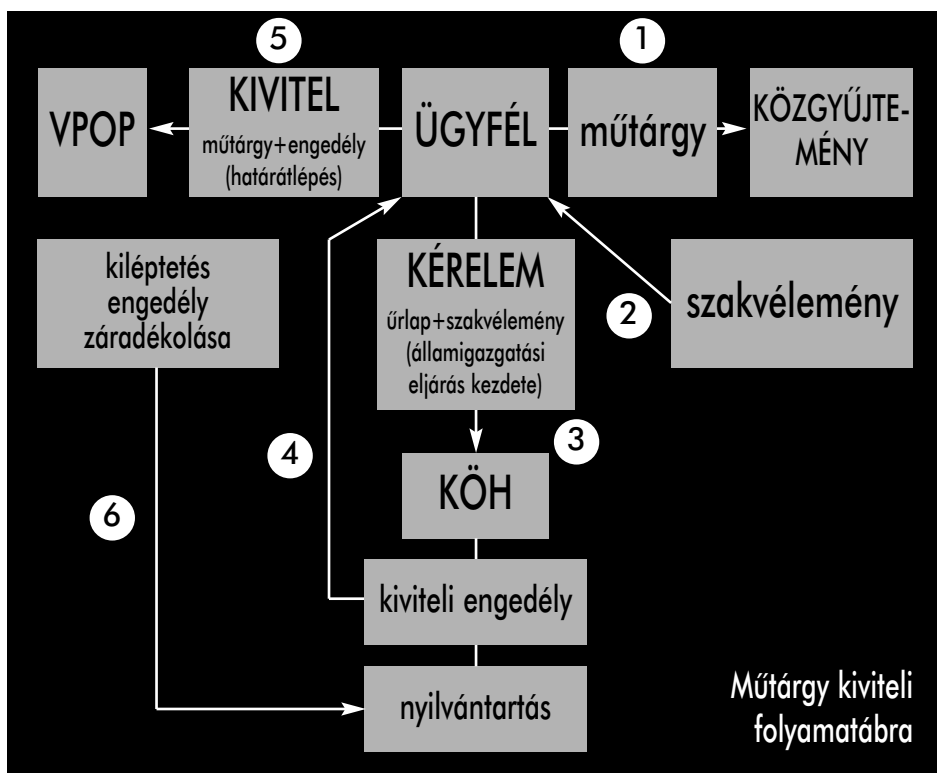 5
1
VPOP
KIVITEL
műtárgy+engedély
(határátlépés)
ÜGYFÉL
műtárgy
KÖZGYŰJTE-
MÉNY
kiléptetés
engedély
záradékolása
KÉRELEM
űrlap+szakvélemény
(államigazgatási
eljárás kezdete)
2
szakvélemény
3
4
KÖH
6
kiviteli engedély
nyilvántartás
Műtárgy kiviteli
folyamatábra